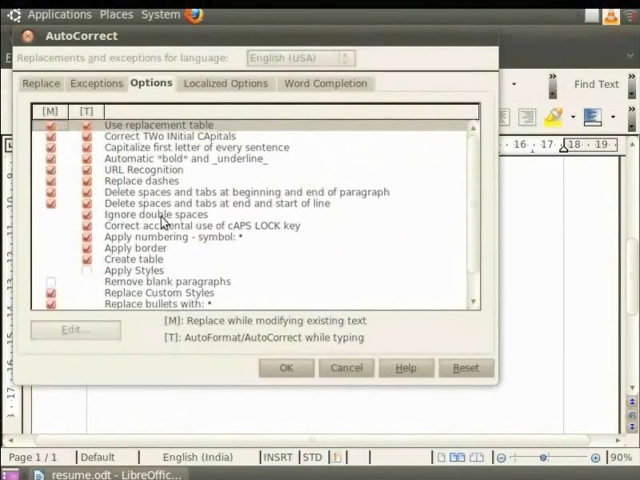 Applications Places System
AutoCorrect
Replacements and exceptions for language: English (USA)
Replace Exceptions Options Localized Options Word Completion
Find Text
[M] [T]
Use replacement table
Correct TWo INitial CApitals
Capitalize first letter of every sentence
Automatic *bold* and _underline_
URL Recognition
Replace dashes
Delete spaces and tabs at beginning and end of paragraph
Delete spaces and tabs at end and start of line
Ignore double spaces
Correct accidental use of cAPS LOCK key
Apply numbering - symbol: •
Apply border
Create table
Apply Styles
Remove blank paragraphs
Replace Custom Styles
Replace bullets with: •
Edit...
[M]: Replace while modifying existing text
[T]: AutoFormat/AutoCorrect while typing
OK Cancel Help Reset
16 · 18 · 19 ·
Page 1 / 1 Default English (India) INSRT STD 90%
resume.odt - LibreOffic...